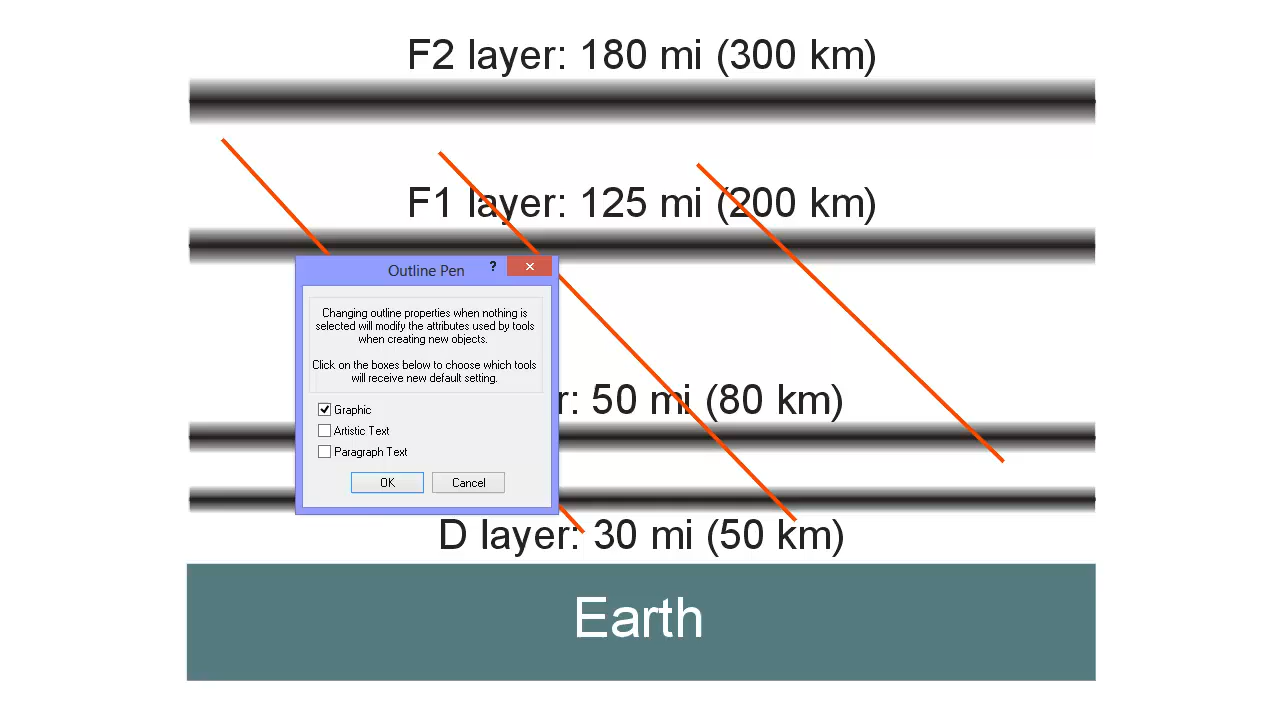 F2 layer: 180 mi (300 km)
F1 layer: 125 mi (200 km)
Outline Pen
?
Changing outline properties when nothing is
selected will modify the attributes used by tools
when creating new objects.
Click on the boxes below to choose which tools
will receive new default setting.
r: 50 mi (80 km)
Graphic
Artistic Text
Paragraph Text
OK Cancel
D layer: 30 mi (50 km)
Earth